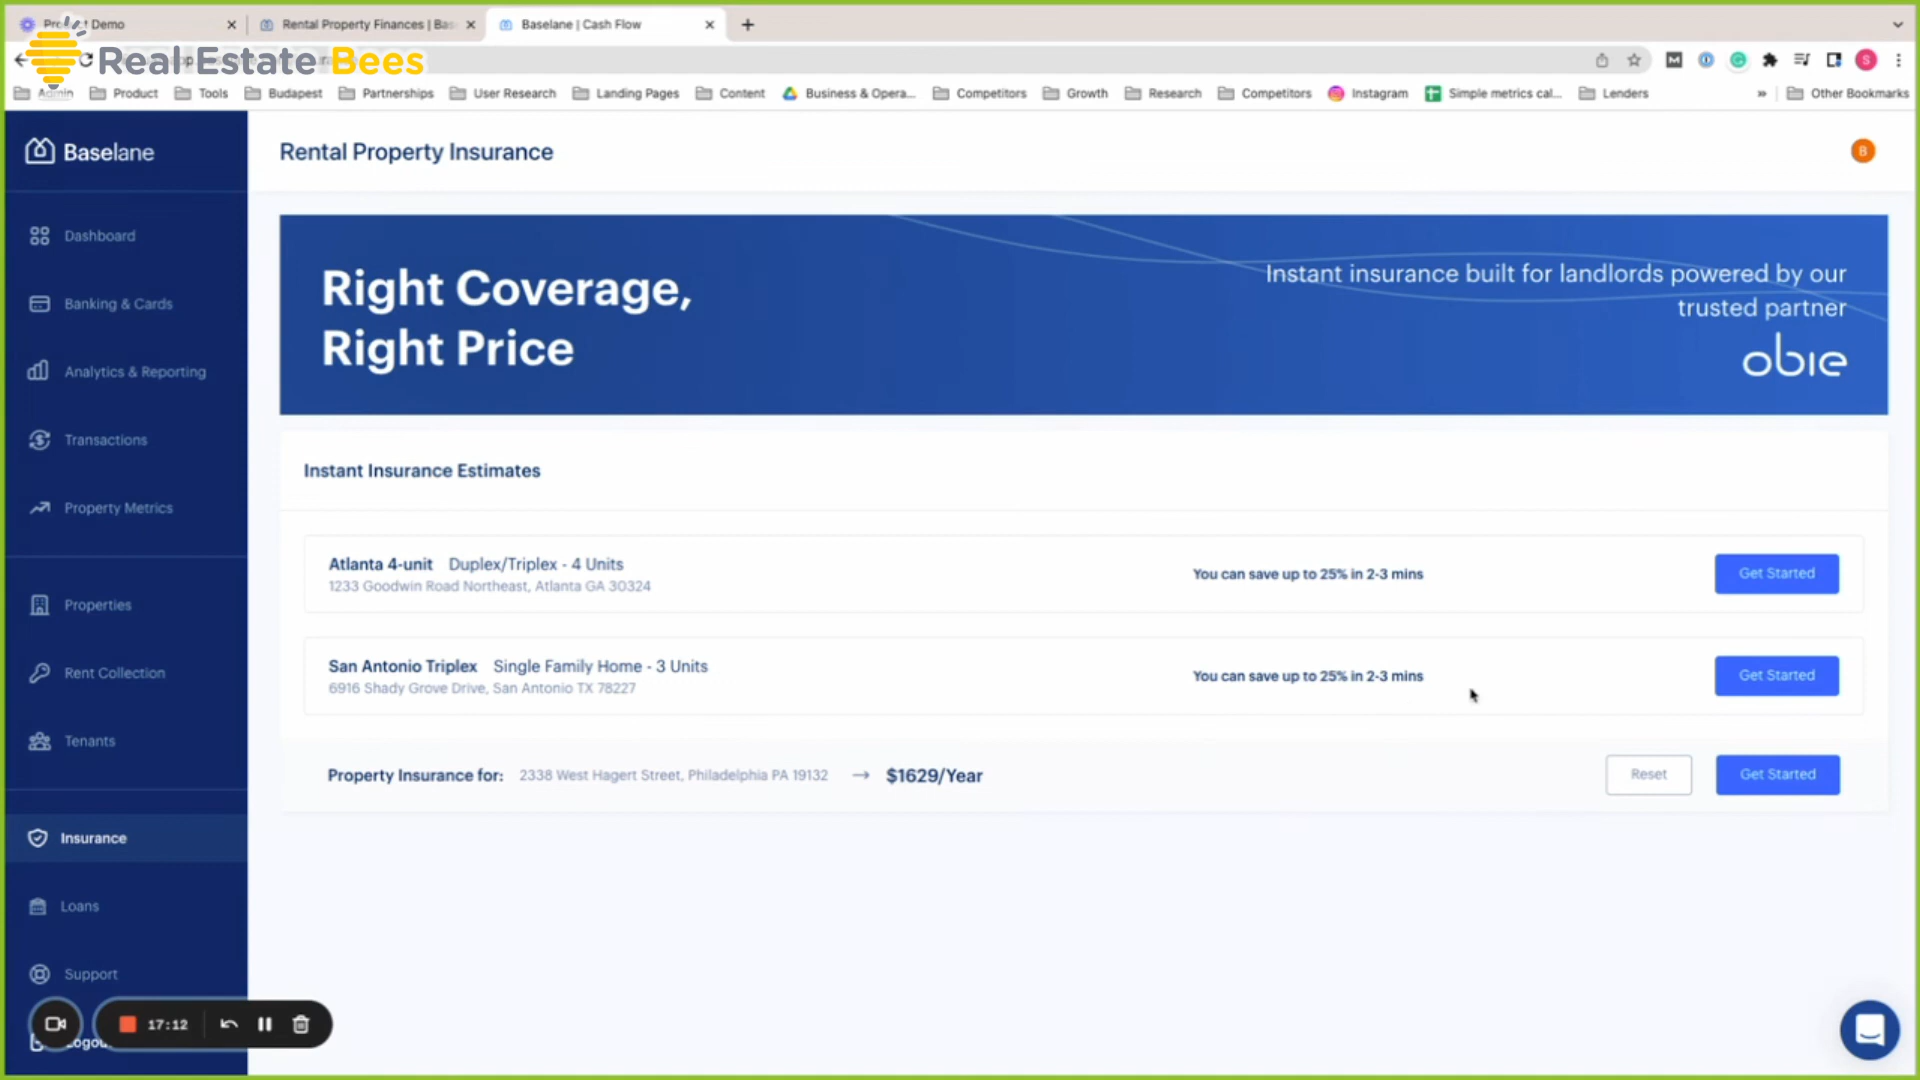 Demo
Rental Property Finances | Bas
Baselane | Cash Flow
Real Estate Bees
Admin
Product
Tools
Budapest
Partnerships
User Research
Landing Pages
Content
Business & Opera...
Competitors
Growth
Research
Competitors
Instagram
Simple metrics cal...
Lenders
»
Other Bookmarks
M
S
Baselane
Rental Property Insurance
B
Dashboard
Banking & Cards
Analytics & Reporting
Transactions
Property Metrics
Properties
Rent Collection
Tenants
Insurance
Loans
Support
17:12
Right Coverage,
Right Price
Instant insurance built for landlords powered by our
trusted partner
obie
Instant Insurance Estimates
Atlanta 4-unit Duplex/Triplex - 4 Units
1233 Goodwin Road Northeast, Atlanta GA 30324
You can save up to 25% in 2-3 mins
Get Started
San Antonio Triplex Single Family Home - 3 Units
6916 Shady Grove Drive, San Antonio TX 78227
You can save up to 25% in 2-3 mins
Get Started
Property Insurance for: 2338 West Hagert Street, Philadelphia PA 19132 → $1629/Year
Reset
Get Started